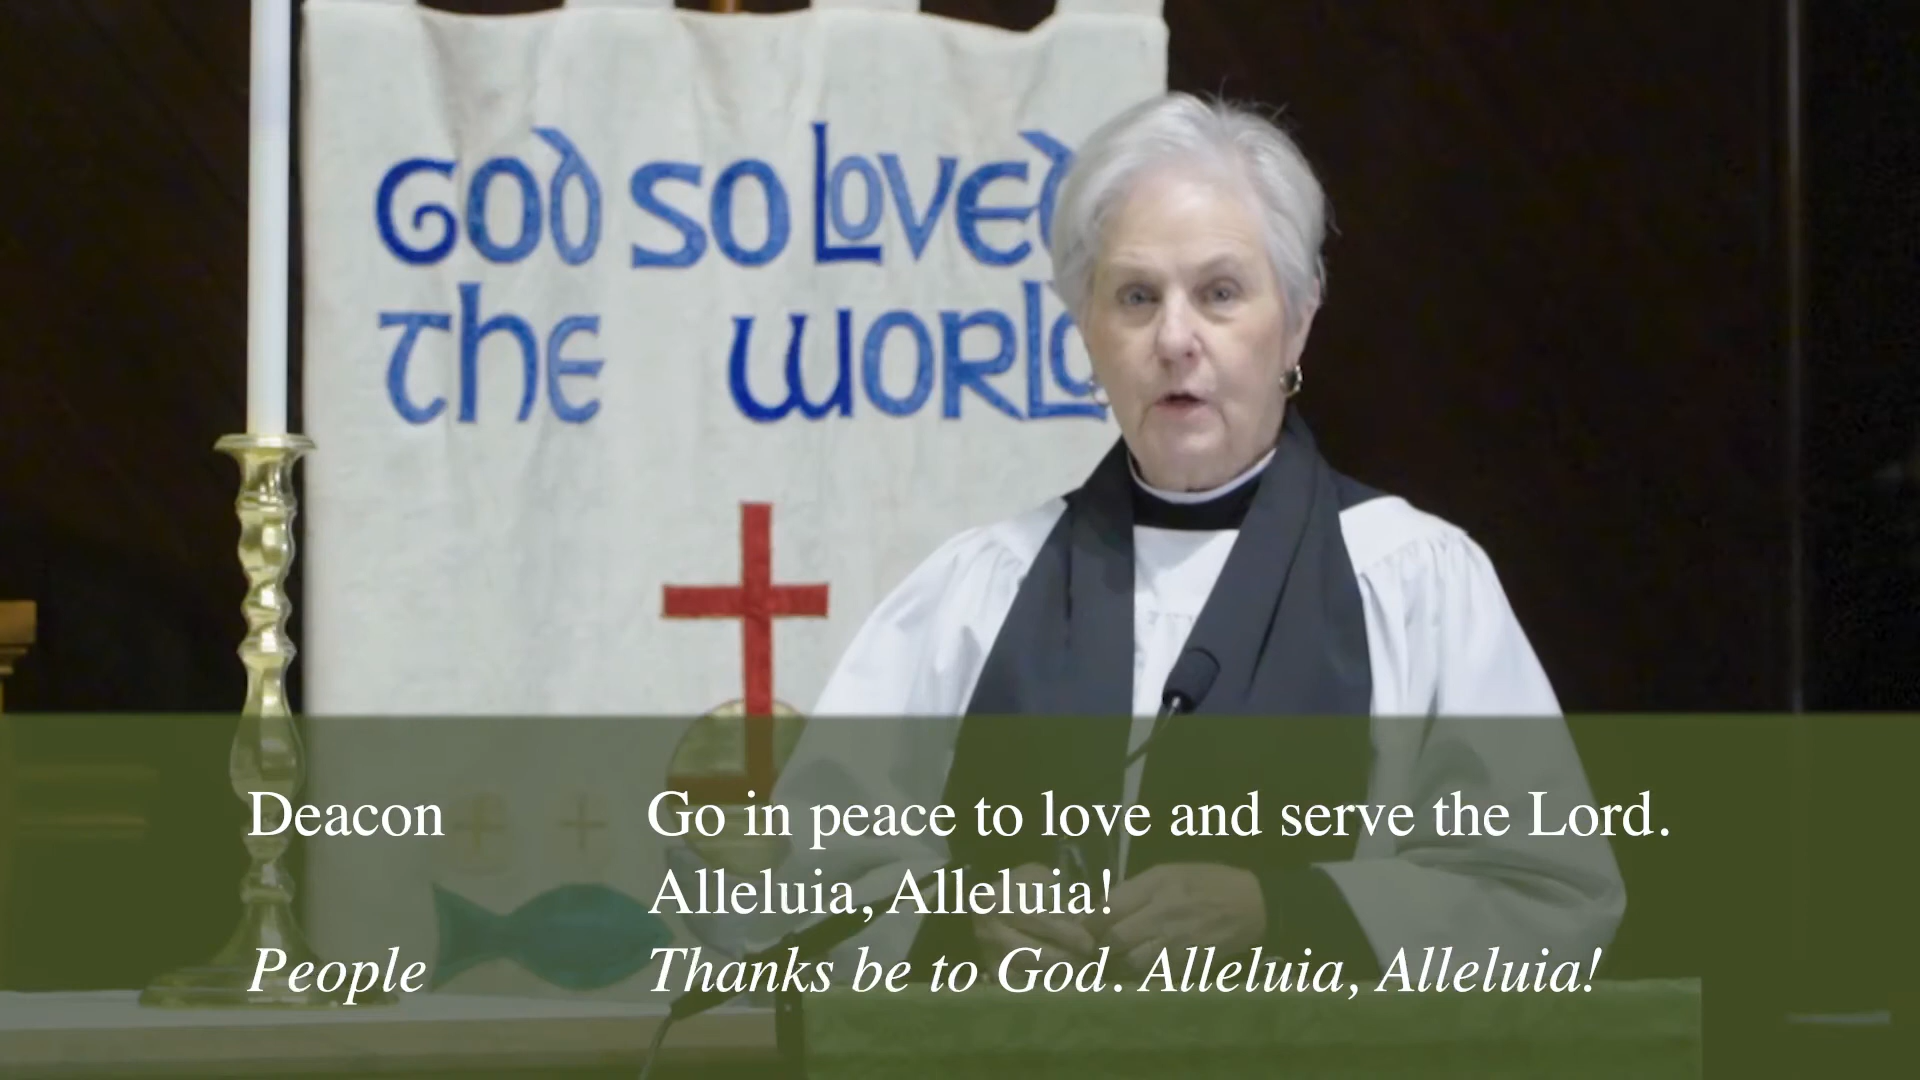 GOD SO LOVED
THE WORLD
Deacon Go in peace to love and serve the Lord.
Alleluia, Alleluia!
People Thanks be to God. Alleluia, Alleluia!